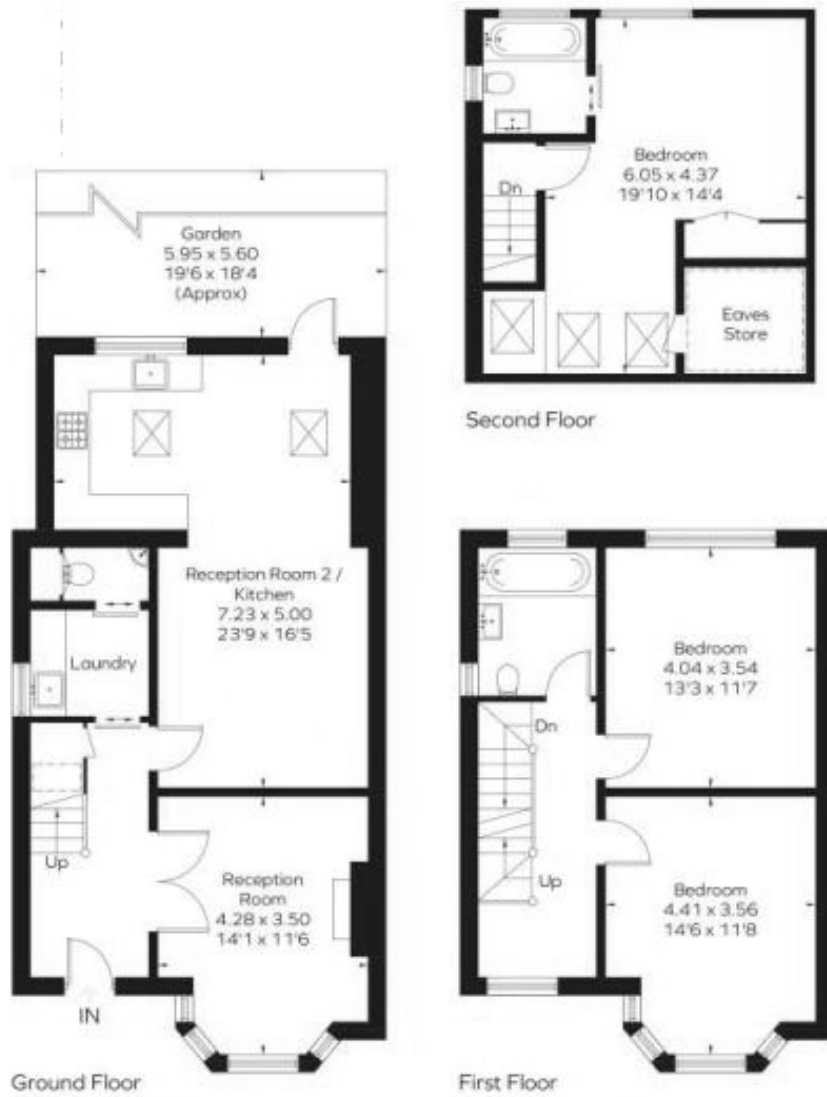 Garden
5.95 x 5.60
19'6 x 18'4
(Approx)
Reception Room 2 /
Kitchen
7.23 x 5.00
23'9 x 16'5
Laundry
Up
Reception
Room
4.28 x 3.50
14'1 x 11'6
IN
Ground Floor
Bedroom
6.05 x 4.37
19'10 x 14'4
Dn
Eaves
Store
Second Floor
Bedroom
4.04 x 3.54
13'3 x 11'7
Dn
Up
Bedroom
4.41 x 3.56
14'6 x 11'8
First Floor